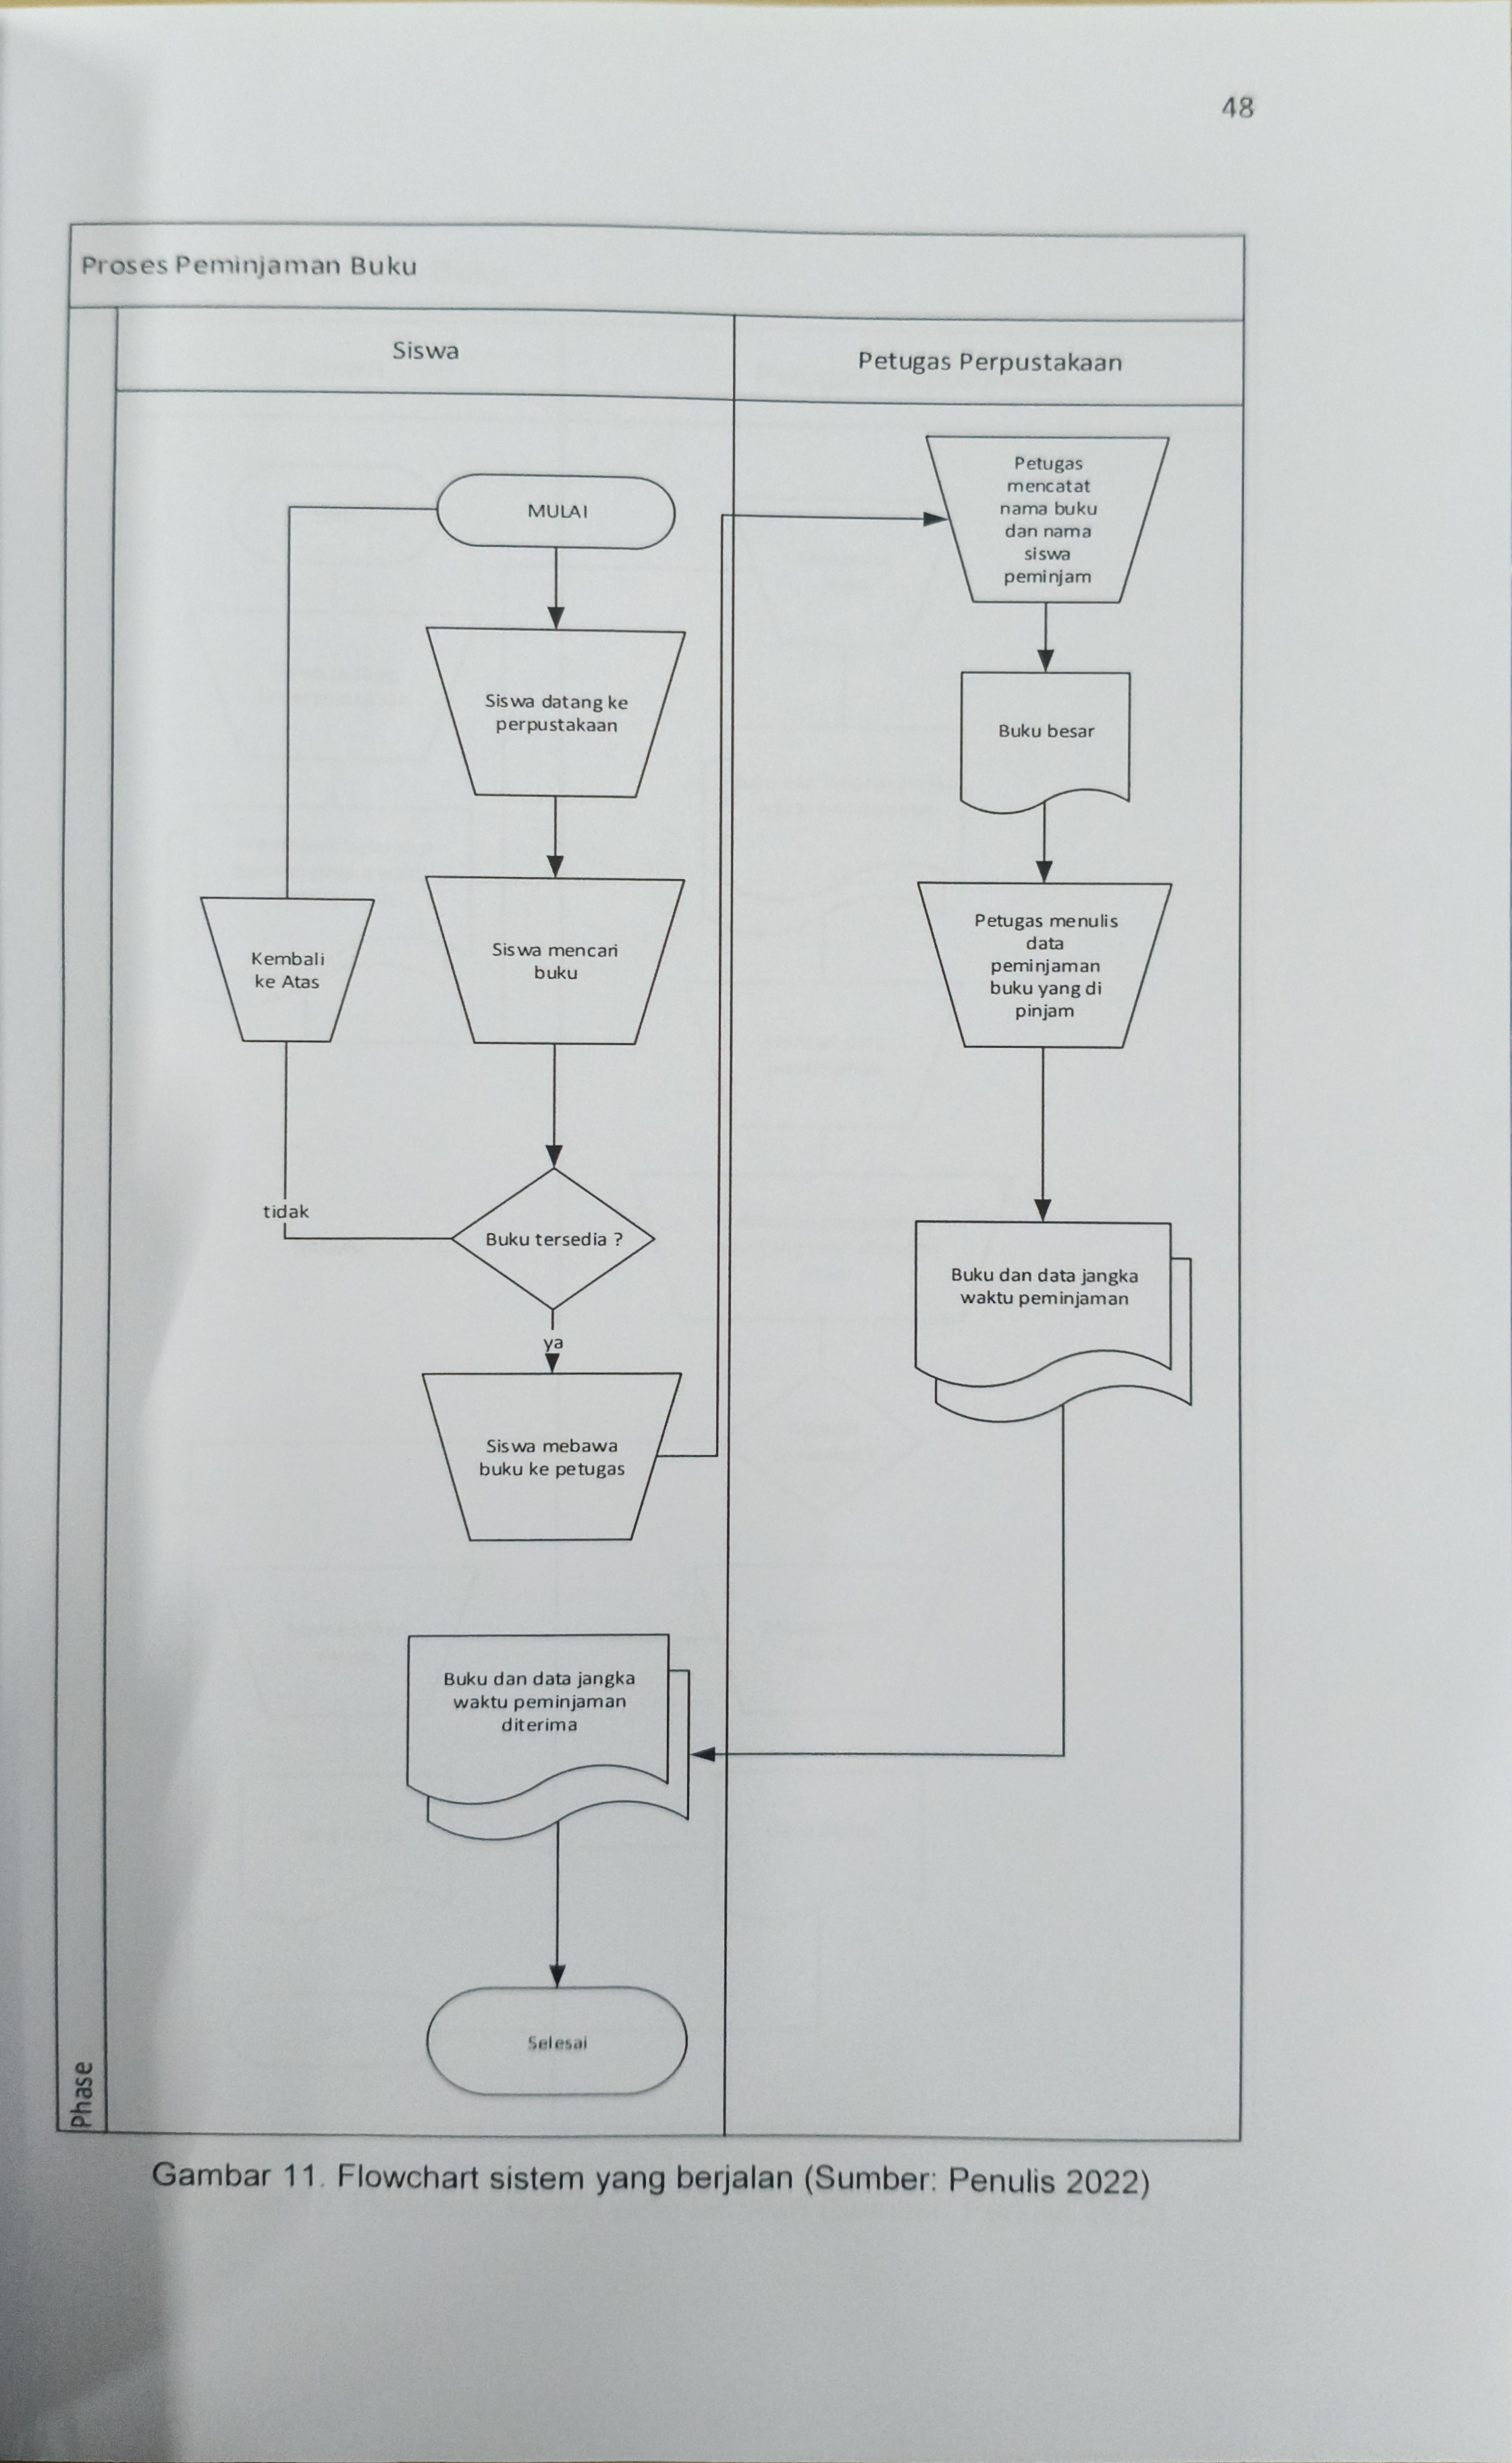 48
Proses Peminjaman Buku
Siswa
Petugas Perpustakaan
MULAI
Siswa datang ke
perpustakaan
Siswa mencari
buku
Kembali
ke Atas
Buku tersedia ?
tidak
ya
Siswa mebawa
buku ke petugas
Petugas
mencatat
nama buku
dan nama
siswa
peminjam
Buku besar
Petugas menulis
data
peminjaman
buku yang di
pinjam
Buku dan data jangka
waktu peminjaman
Buku dan data jangka
waktu peminjaman
diterima
Selesai
Phase
Gambar 11. Flowchart sistem yang berjalan (Sumber: Penulis 2022)